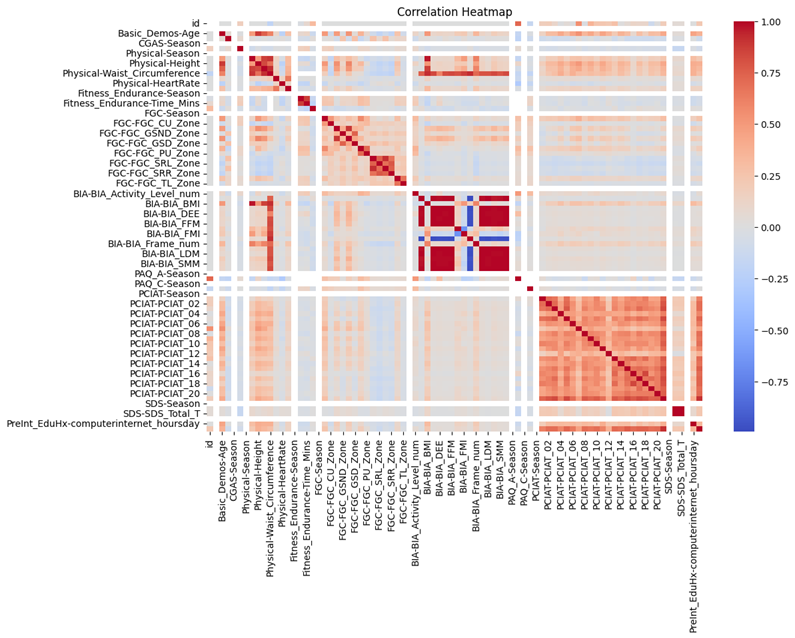 Correlation Heatmap
id
Basic_Demos-Age
CGAS-Season
Physical-Season
Physical-Height
Physical-Waist_Circumference
Physical-HeartRate
Fitness_Endurance-Season
Fitness_Endurance-Time_Mins
FGC-Season
FGC-FGC_CU_Zone
FGC-FGC_GSND_Zone
FGC-FGC_GSD_Zone
FGC-FGC_PU_Zone
FGC-FGC_SRL_Zone
FGC-FGC_SRR_Zone
FGC-FGC_TL_Zone
BIA-BIA_Activity_Level_num
BIA-BIA_BMI
BIA-BIA_DEE
BIA-BIA_FFM
BIA-BIA_FMI
BIA-BIA_Frame_num
BIA-BIA_LDM
BIA-BIA_SMM
PAQ_A-Season
PAQ_C-Season
PCIAT-Season
PCIAT-PCIAT_02
PCIAT-PCIAT_04
PCIAT-PCIAT_06
PCIAT-PCIAT_08
PCIAT-PCIAT_10
PCIAT-PCIAT_12
PCIAT-PCIAT_14
PCIAT-PCIAT_16
PCIAT-PCIAT_18
PCIAT-PCIAT_20
SDS-Season
SDS-SDS_Total_T
PreInt_EduHx-computerinternet_hoursday
id
Basic_Demos-Age
CGAS-Season
Physical-Season
Physical-Height
Physical-Waist_Circumference
Physical-HeartRate
Fitness_Endurance-Season
Fitness_Endurance-Time_Mins
FGC-Season
FGC-FGC_CU_Zone
FGC-FGC_GSND_Zone
FGC-FGC_GSD_Zone
FGC-FGC_PU_Zone
FGC-FGC_SRL_Zone
FGC-FGC_SRR_Zone
FGC-FGC_TL_Zone
BIA-BIA_Activity_Level_num
BIA-BIA_BMI
BIA-BIA_DEE
BIA-BIA_FFM
BIA-BIA_FMI
BIA-BIA_Frame_num
BIA-BIA_LDM
BIA-BIA_SMM
PAQ_A-Season
PAQ_C-Season
PCIAT-Season
PCIAT-PCIAT_02
PCIAT-PCIAT_04
PCIAT-PCIAT_06
PCIAT-PCIAT_08
PCIAT-PCIAT_10
PCIAT-PCIAT_12
PCIAT-PCIAT_14
PCIAT-PCIAT_16
PCIAT-PCIAT_18
PCIAT-PCIAT_20
SDS-Season
SDS-SDS_Total_T
PreInt_EduHx-computerinternet_hoursday
1.00
0.75
0.50
0.25
0.00
−0.25
−0.50
−0.75